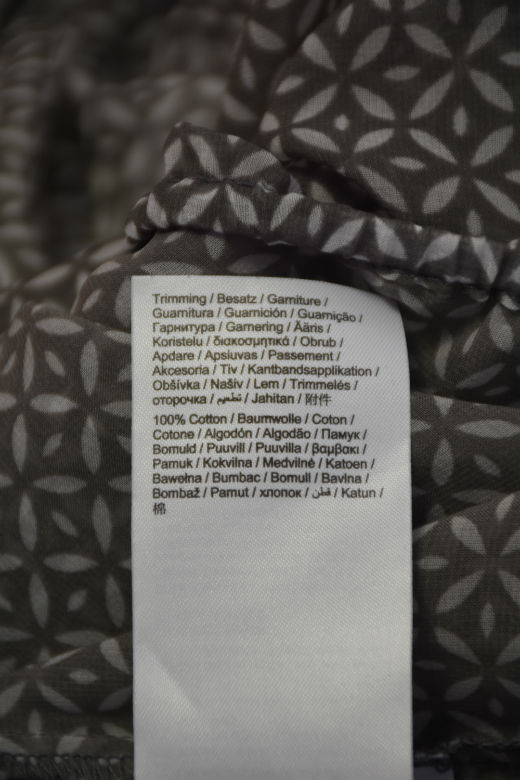 Trimming / Besatz / Garniture /
Guarnitura / Guarnición / Guarnição /
Гарнитура / Garnering / Ääris /
Koristelu / διακοσμητικά / Obrub /
Apdare / Apsiuvas / Passement /
Akcesoria / Tiv / Kantbandsapplikation /
Obšívka / Našiv / Lem / Trimmelés /
оторочка / تطعيم / Jahitan / 附件
100% Cotton / Baumwolle / Coton /
Cotone / Algodón / Algodão / Памук /
Bomuld / Puuvill / Puuvilla / βαμβακι /
Pamuk / Kokvilna / Medvilnė / Katoen /
Bawełna / Bumbac / Bomull / Bavlna /
Bombaž / Pamut / хлопок / قطن / Katun /
棉